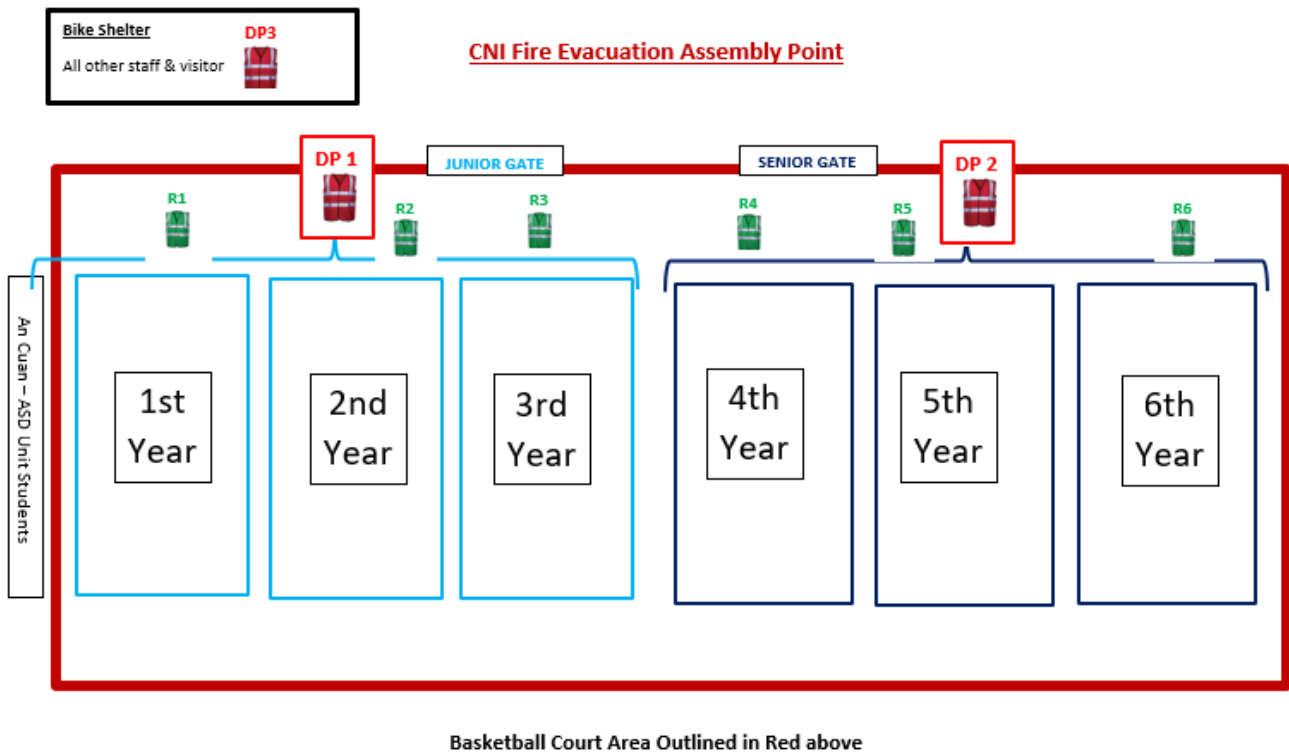 Bike Shelter
DP3
All other staff & visitor
CNI Fire Evacuation Assembly Point
DP 1
JUNIOR GATE
SENIOR GATE
DP 2
R1
R2
R3
R4
R5
R6
An Cuan – ASD Unit Students
1st
Year
2nd
Year
3rd
Year
4th
Year
5th
Year
6th
Year
Basketball Court Area Outlined in Red above